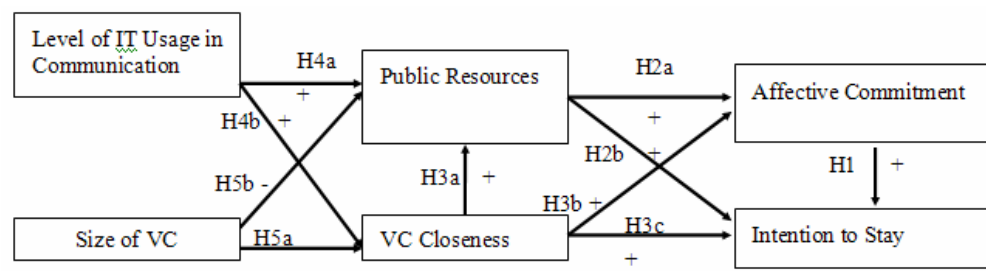 Level of IT Usage in
Communication
H4a
+
Public Resources
H2a
+
Affective Commitment
H4b +
H2b +
H1 +
H5b -
H3a +
H3b +
Size of VC
H5a
VC Closeness
H3c
+
Intention to Stay